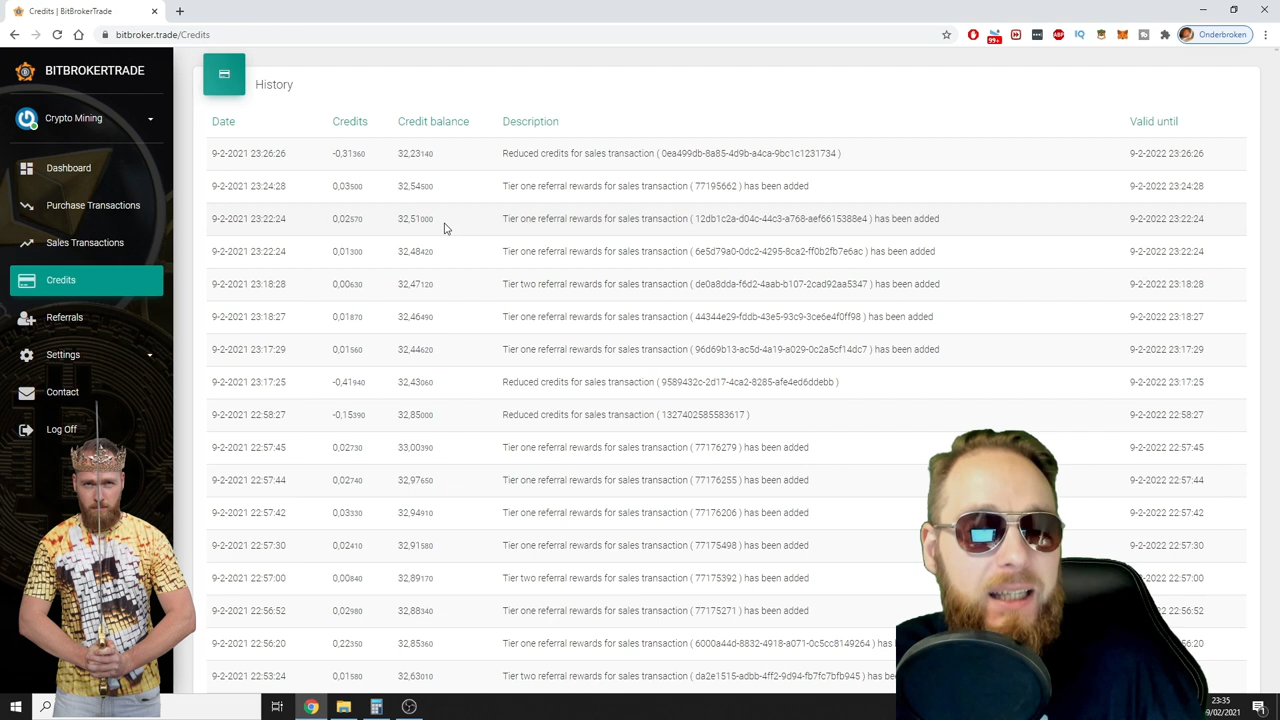 Credits | BitBrokerTrade
bitbroker.trade/Credits
99+
ABP
IQ
Onderbroken
BITBROKERTRADE
Crypto Mining
Dashboard
Purchase Transactions
Sales Transactions
Credits
Referrals
Settings
Contact
Log Off
History
Date Credits Credit balance Description Valid until
9-2-2021 23:26:26 -0,31360 32,23140 Reduced credits for sales transaction ( 0ea499db-8a85-4d9b-a4ca-9bc1c1231734 ) 9-2-2022 23:26:26
9-2-2021 23:24:28 0,03500 32,54500 Tier one referral rewards for sales transaction ( 77195662 ) has been added 9-2-2022 23:24:28
9-2-2021 23:22:24 0,02570 32,51000 Tier one referral rewards for sales transaction ( 12db1c2a-d04c-44c3-a768-aef6615388e4 ) has been added 9-2-2022 23:22:24
9-2-2021 23:22:24 0,01300 32,48420 Tier one referral rewards for sales transaction ( 6e5d79a0-0dc2-4295-8ca2-ff0b2fb7e6ac ) has been added 9-2-2022 23:22:24
9-2-2021 23:18:28 0,00630 32,47120 Tier two referral rewards for sales transaction ( de0a8dda-f6d2-4aab-b107-2cad92aa5347 ) has been added 9-2-2022 23:18:28
9-2-2021 23:18:27 0,01870 32,46490 Tier one referral rewards for sales transaction ( 44344e29-fddb-43e5-93c9-3ce6e4f0ff98 ) has been added 9-2-2022 23:18:27
9-2-2021 23:17:29 0,01560 32,44620 Tier one referral rewards for sales transaction ( 96d69b13-ac5d-4a19-a029-0c2a5cf14dc7 ) has been added 9-2-2022 23:17:29
9-2-2021 23:17:25 -0,41940 32,43060 Reduced credits for sales transaction ( 9589432c-2d17-4ca2-8285-afe4ed6ddebb ) 9-2-2022 23:17:25
9-2-2021 22:58:27 -0,15390 32,85000 Reduced credits for sales transaction ( 1327402585583617 ) 9-2-2022 22:58:27
9-2-2021 22:57:45 0,02730 33,00390 Tier one referral rewards for sales transaction ( 77176279 ) has been added 9-2-2022 22:57:45
9-2-2021 22:57:44 0,02740 32,97650 Tier one referral rewards for sales transaction ( 77176255 ) has been added 9-2-2022 22:57:44
9-2-2021 22:57:42 0,03330 32,94910 Tier one referral rewards for sales transaction ( 77176206 ) has been added 9-2-2022 22:57:42
9-2-2021 22:57:30 0,02410 32,91580 Tier one referral rewards for sales transaction ( 77175498 ) has been added 9-2-2022 22:57:30
9-2-2021 22:57:00 0,00840 32,89170 Tier two referral rewards for sales transaction ( 77175392 ) has been added 9-2-2022 22:57:00
9-2-2021 22:56:52 0,02980 32,88340 Tier one referral rewards for sales transaction ( 77175271 ) has been added 22 22:56:52
9-2-2021 22:56:20 0,22350 32,85360 Tier one referral rewards for sales transaction ( 6000a44d-8832-4918-a071-0c5cc8149264 ) has 22:56:20
9-2-2021 22:53:24 0,01580 32,63010 Tier two referral rewards for sales transaction ( da2e1515-adbb-4ff2-9d94-fb7fc7bfb945 ) has 22:53:24
23:35
9/02/2021